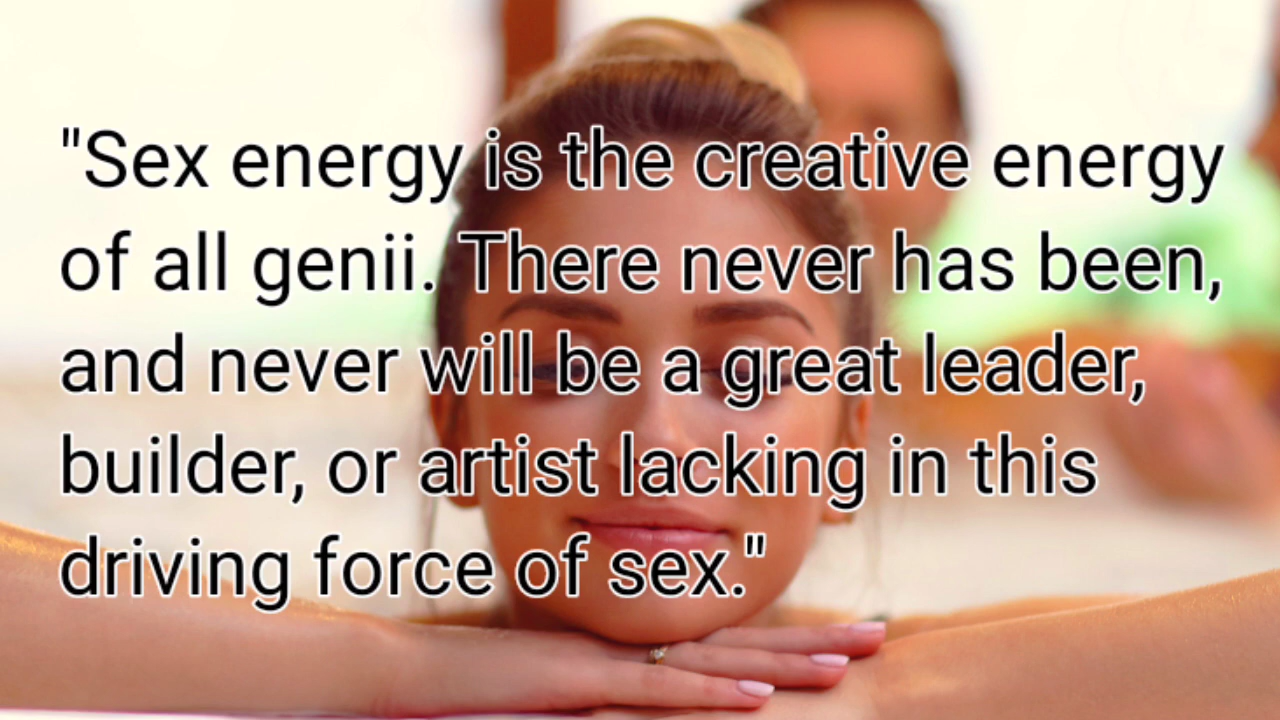 "Sex energy is the creative energy
of all genii. There never has been,
and never will be a great leader,
builder, or artist lacking in this
driving force of sex."